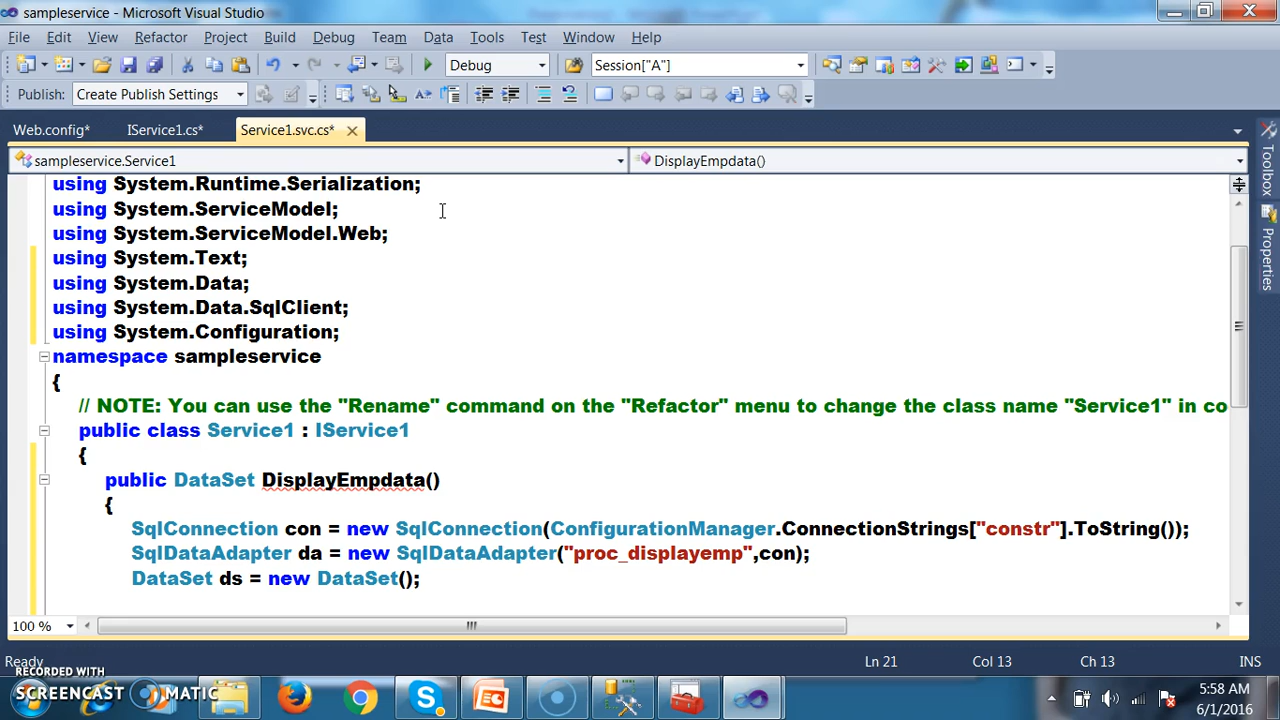 sampleservice - Microsoft Visual Studio
File Edit View Refactor Project Build Debug Team Data Tools Test Window Help
Debug Session["A"]
Publish: Create Publish Settings
Web.config* IService1.cs* Service1.svc.cs*
sampleservice.Service1 DisplayEmpdata()
using System.Runtime.Serialization;
using System.ServiceModel;
using System.ServiceModel.Web;
using System.Text;
using System.Data;
using System.Data.SqlClient;
using System.Configuration;
namespace sampleservice
{
// NOTE: You can use the "Rename" command on the "Refactor" menu to change the class name "Service1" in co
public class Service1 : IService1
{
public DataSet DisplayEmpdata()
{
SqlConnection con = new SqlConnection(ConfigurationManager.ConnectionStrings["constr"].ToString());
SqlDataAdapter da = new SqlDataAdapter("proc_displayemp",con);
DataSet ds = new DataSet();
Toolbox
Properties
100 %
Ready Ln 21 Col 13 Ch 13 INS
RECORDED WITH
SCREENCAST MATIC
5:58 AM
6/1/2016